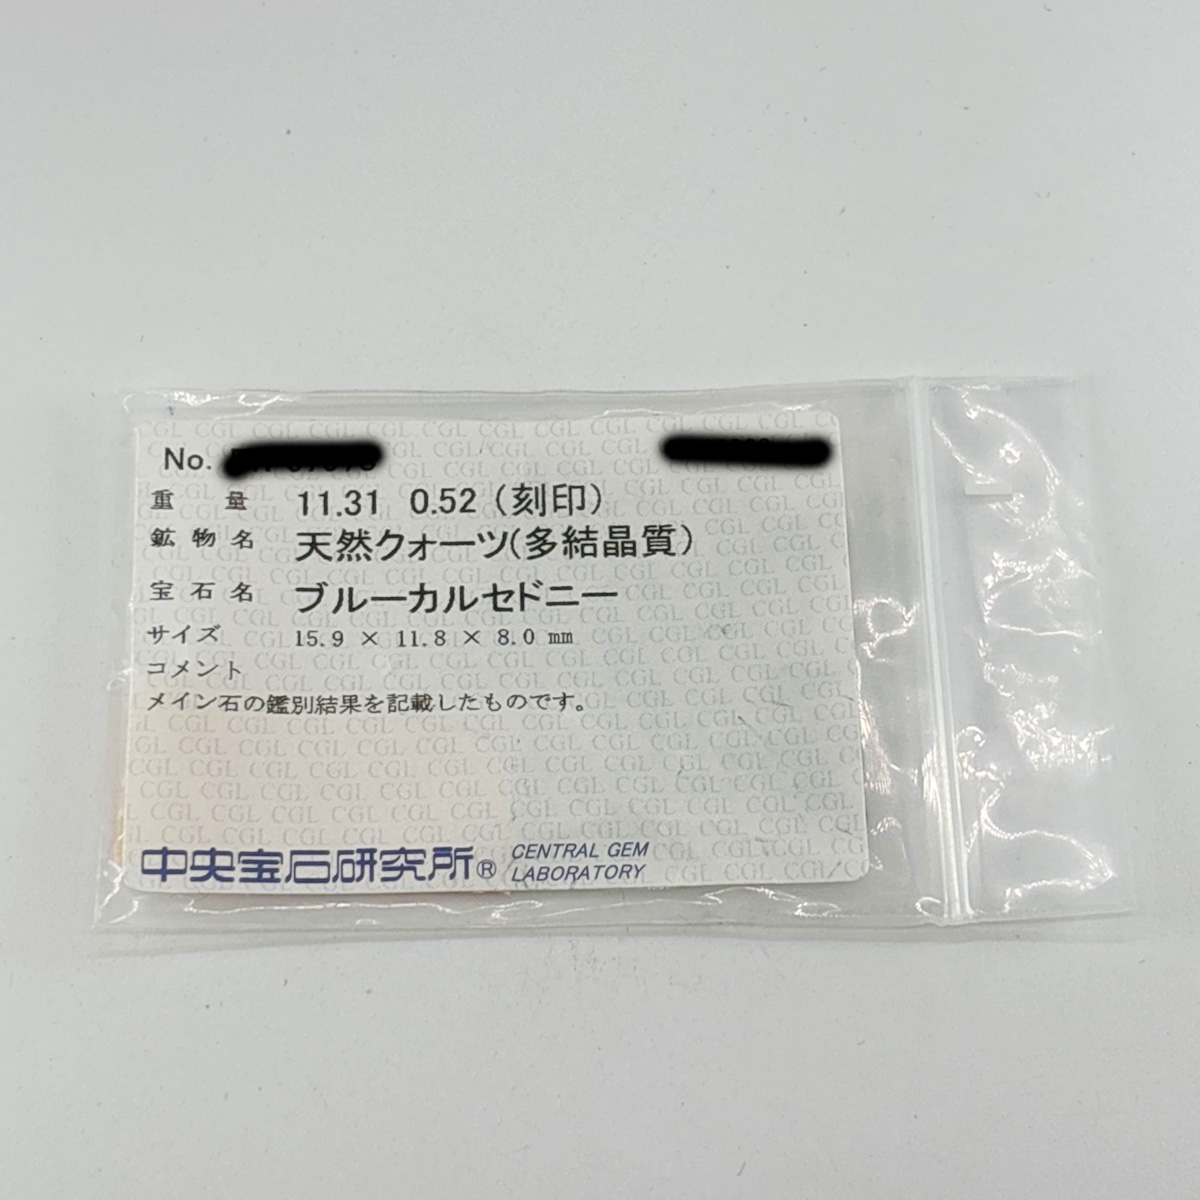 No.
重 量 11.31 0.52 (刻印)
鉱 物 名 天然クォーツ(多結晶質)
宝 石 名 ブルーカルセドニー
サイズ 15.9 × 11.8 × 8.0 mm
コメント
メイン石の鑑別結果を記載したものです。
中央宝石研究所® CENTRAL GEM
LABORATORY